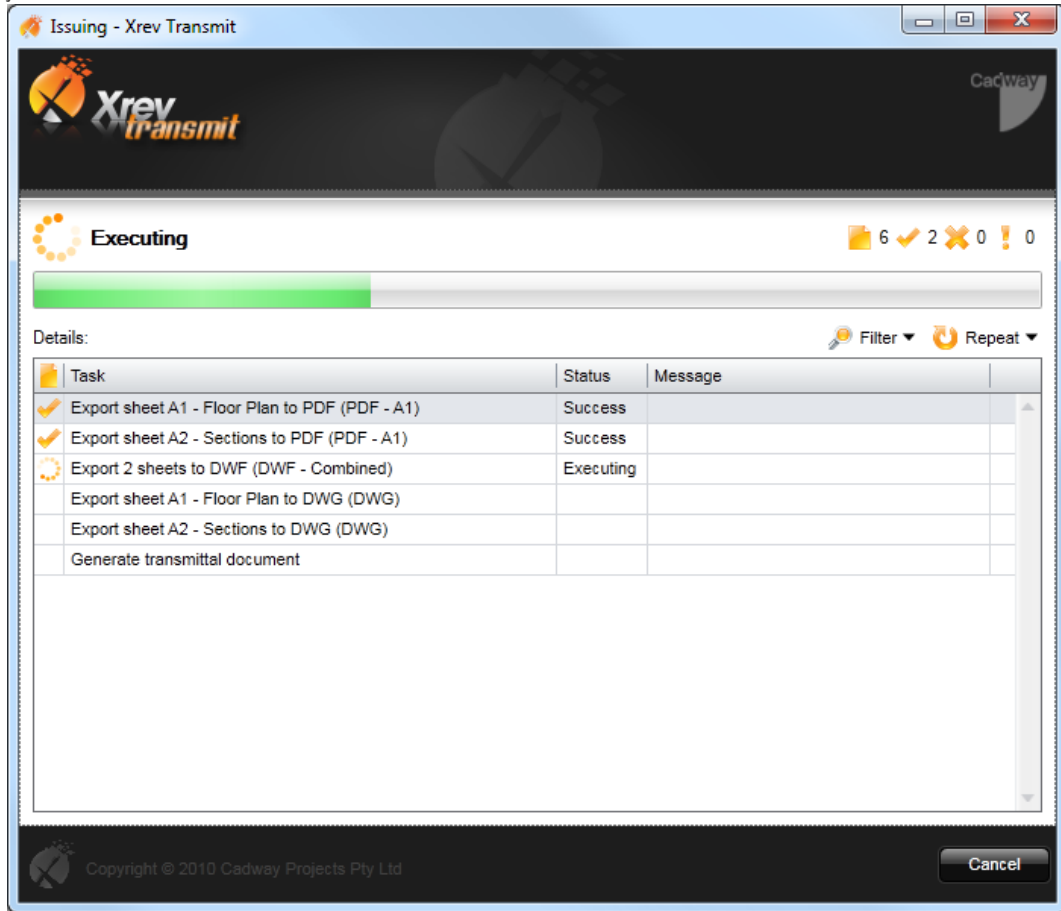 Issuing - Xrev Transmit
Xrev
transmit
Cadway
Executing
6 2 0 0
Details:
Filter Repeat
Task Status Message
Export sheet A1 - Floor Plan to PDF (PDF - A1) Success
Export sheet A2 - Sections to PDF (PDF - A1) Success
Export 2 sheets to DWF (DWF - Combined) Executing
Export sheet A1 - Floor Plan to DWG (DWG)
Export sheet A2 - Sections to DWG (DWG)
Generate transmittal document
Copyright © 2010 Cadway Projects Pty Ltd
Cancel